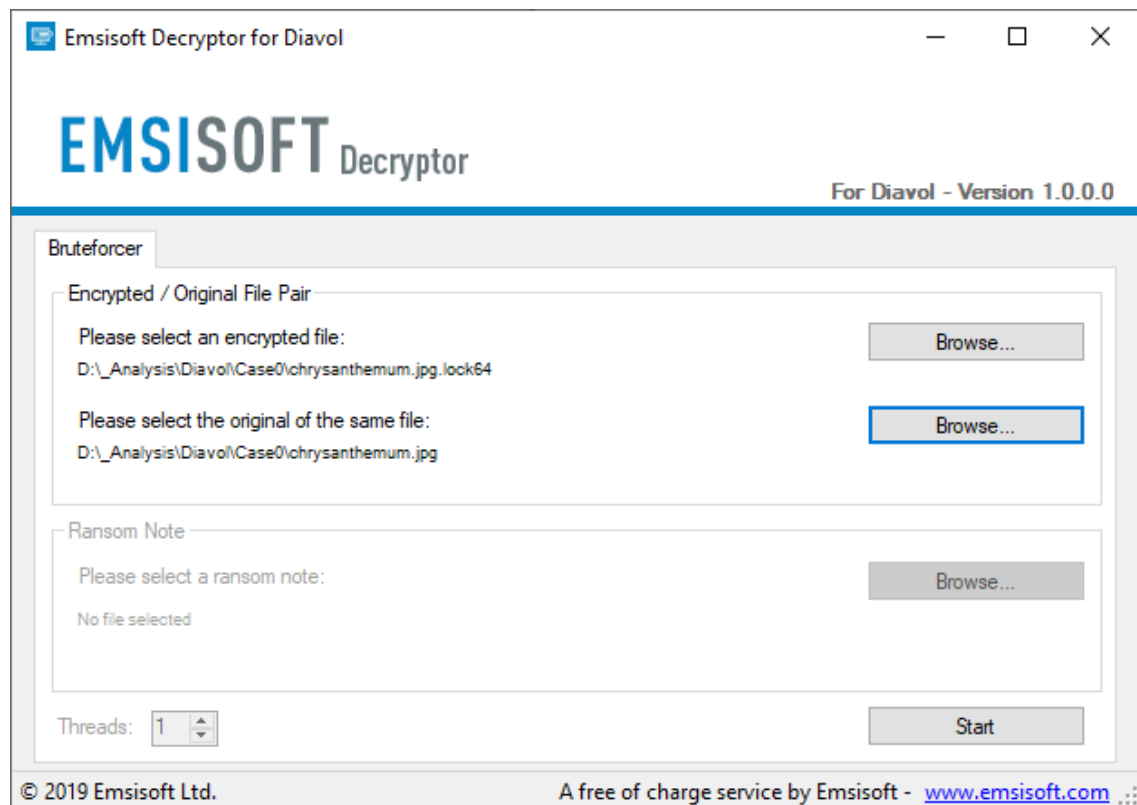 Emsisoft Decryptor for Diavol
EMSISOFT Decryptor
For Diavol - Version 1.0.0.0
Bruteforcer
Encrypted / Original File Pair
Please select an encrypted file:
Browse...
D:\_Analysis\Diavol\Case0\chrysanthemum.jpg.lock64
Please select the original of the same file:
Browse...
D:\_Analysis\Diavol\Case0\chrysanthemum.jpg
Ransom Note
Please select a ransom note:
Browse...
No file selected
Threads: 1
Start
© 2019 Emsisoft Ltd.
A free of charge service by Emsisoft - www.emsisoft.com